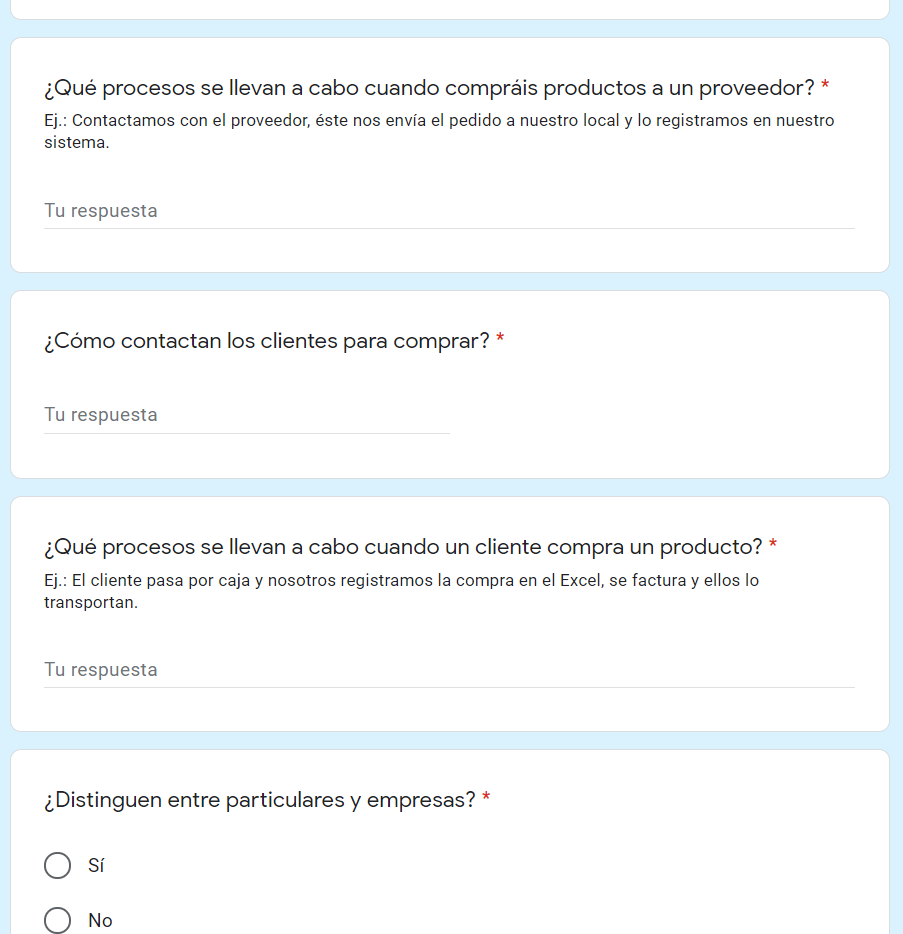 ¿Qué procesos se llevan a cabo cuando compráis productos a un proveedor? *
Ej.: Contactamos con el proveedor, éste nos envía el pedido a nuestro local y lo registramos en nuestro
sistema.
Tu respuesta
¿Cómo contactan los clientes para comprar? *
Tu respuesta
¿Qué procesos se llevan a cabo cuando un cliente compra un producto? *
Ej.: El cliente pasa por caja y nosotros registramos la compra en el Excel, se factura y ellos lo
transportan.
Tu respuesta
¿Distinguen entre particulares y empresas? *
Sí
No